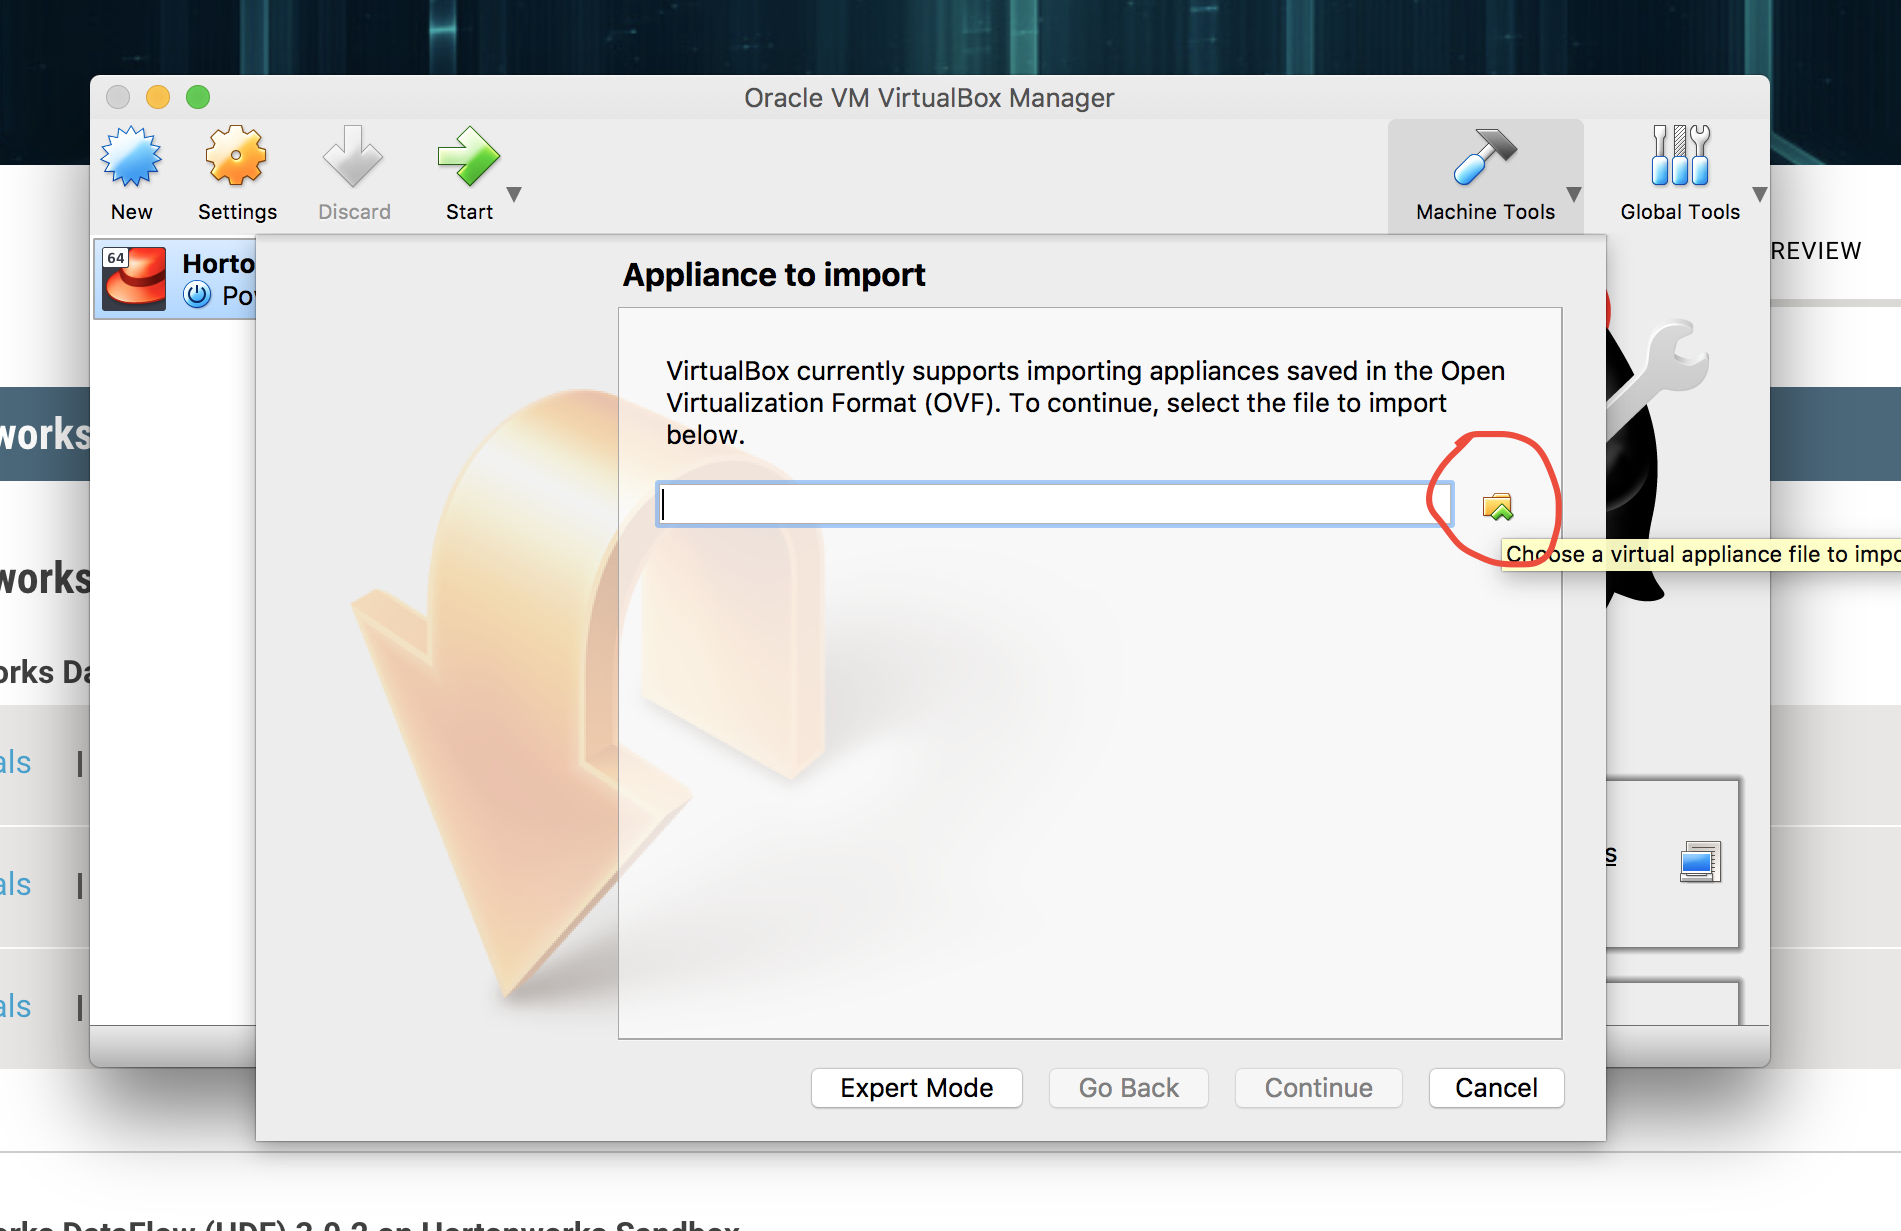 Oracle VM VirtualBox Manager
New
Settings
Discard
Start
Machine Tools
Global Tools
64
Horto
Po
REVIEW
Appliance to import
VirtualBox currently supports importing appliances saved in the Open
Virtualization Format (OVF). To continue, select the file to import
below.
Choose a virtual appliance file to impo
works
works
orks Da
als |
als |
als |
s
Expert Mode
Go Back
Continue
Cancel
orks DataFlow (HDF) 3.0.2 on Hortonworks Sandbox